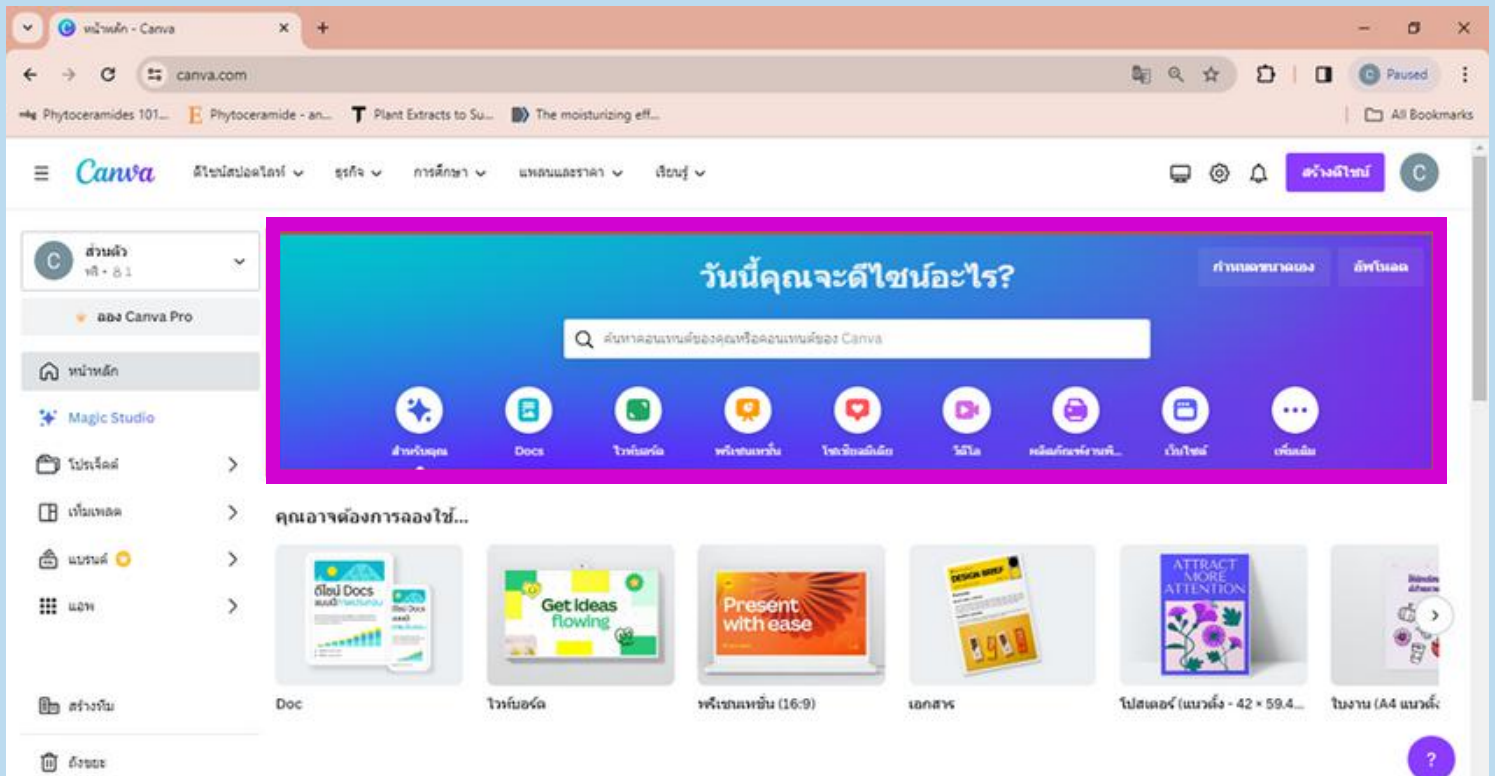 หน้าหลัก - Canva
canva.com
Paused
Phytoceramides 101...
Phytoceramide - an...
Plant Extracts to Su...
The moisturizing eff...
All Bookmarks
Canva
ดีไซน์สปอตไลท์
ธุรกิจ
การศึกษา
แพลนและราคา
เรียนรู้
สร้างดีไซน์
C
C
ส่วนตัว
ฟรี • 1
ลอง Canva Pro
หน้าหลัก
Magic Studio
โปรเจ็คต์
เท็มเพลต
แบรนด์
แอพ
สร้างทีม
ถังขยะ
วันนี้คุณจะดีไซน์อะไร?
กำหนดขนาดเอง
อัพโหลด
ค้นหาคอนเทนต์ของคุณหรือคอนเทนต์ของ Canva
สำหรับคุณ
Docs
ไวท์บอร์ด
พรีเซนเทชั่น
โซเชียลมีเดีย
วิดีโอ
ผลิตภัณฑ์งานพิ...
เว็บไซต์
เพิ่มเติม
คุณอาจต้องการลองใช้...
ดีไซน์ Docs
Get ideas
flowing
Present
with ease
DESIGN BRIEF
ATTRACT
MORE
ATTENTION
Doc
ไวท์บอร์ด
พรีเซนเทชั่น (16:9)
เอกสาร
โปสเตอร์ (แนวตั้ง - 42 × 59.4...
ใบงาน (A4 แนวตั้ง
?